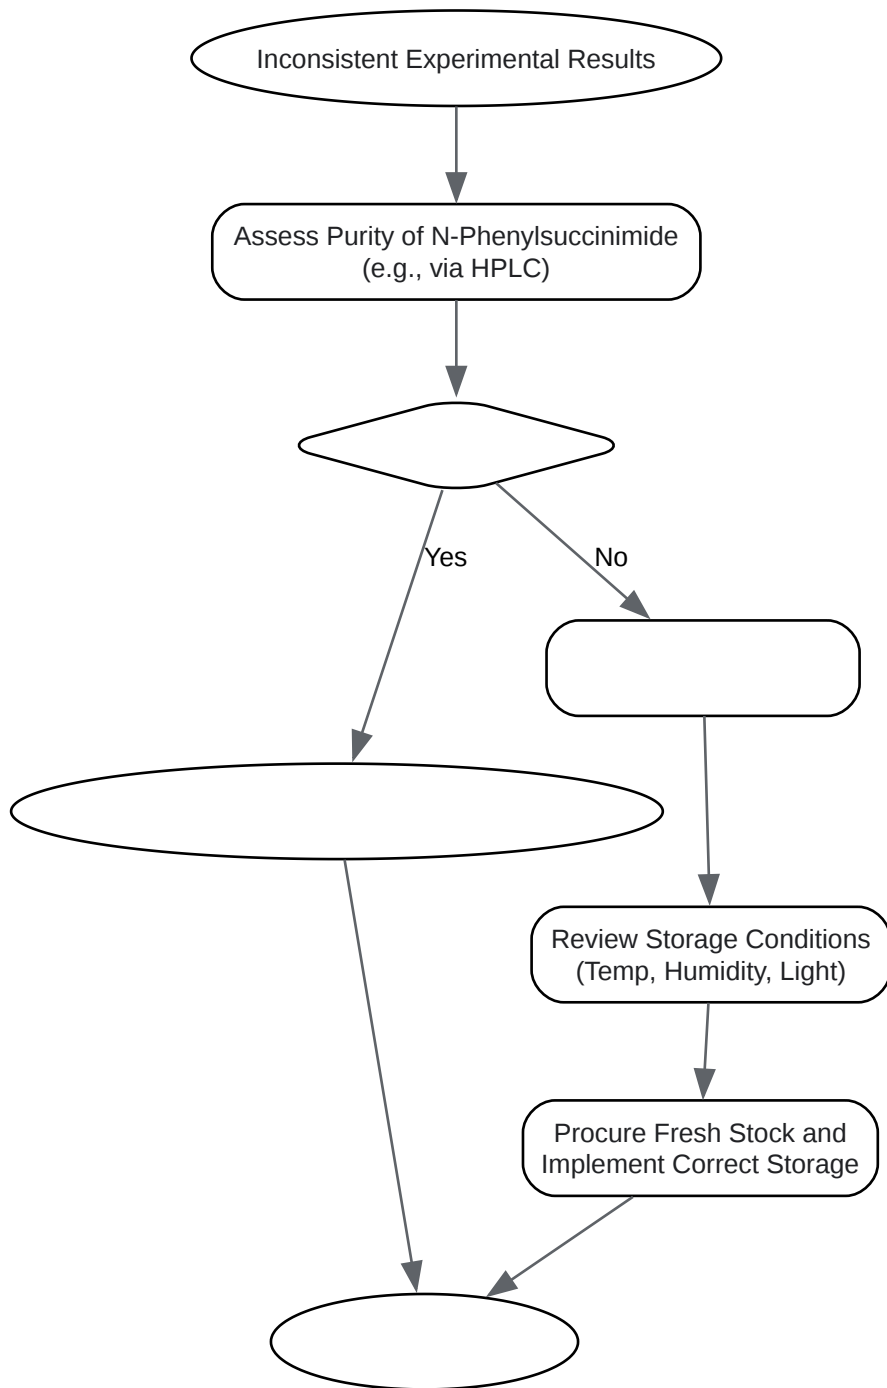 Inconsistent Experimental Results
Assess Purity of N-Phenylsuccinimide
(e.g., via HPLC)
Yes
No
Review Storage Conditions
(Temp, Humidity, Light)
Procure Fresh Stock and
Implement Correct Storage